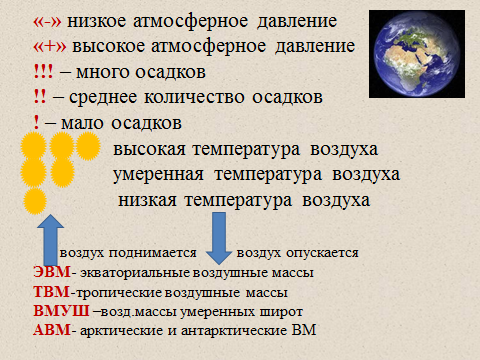 «-» низкое атмосферное давление
«+» высокое атмосферное давление
!!! – много осадков
!! – среднее количество осадков
! – мало осадков
высокая температура воздуха
умеренная температура воздуха
низкая температура воздуха
воздух поднимается воздух опускается
ЭВМ- экваториальные воздушные массы
ТВМ-тропические воздушные массы
ВМУШ –возд.массы умеренных широт
АВМ- арктические и антарктические ВМ